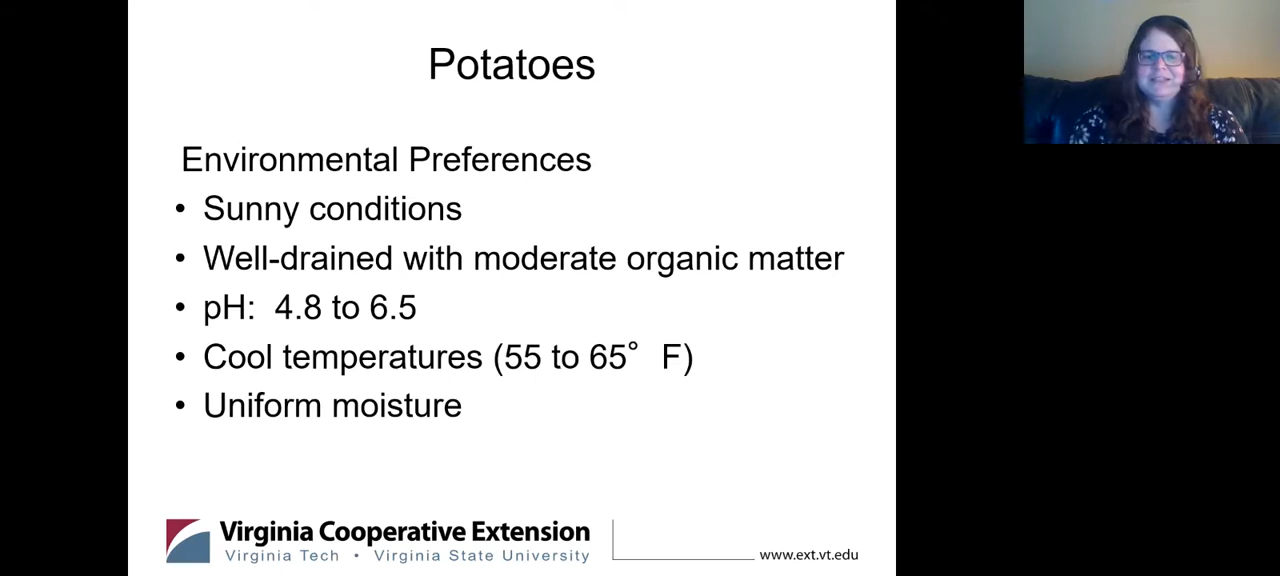 Potatoes
Environmental Preferences
• Sunny conditions
• Well-drained with moderate organic matter
• pH:  4.8 to 6.5
• Cool temperatures (55 to 65°  F)
• Uniform moisture
Virginia Cooperative Extension
Virginia Tech • Virginia State University
www.ext.vt.edu